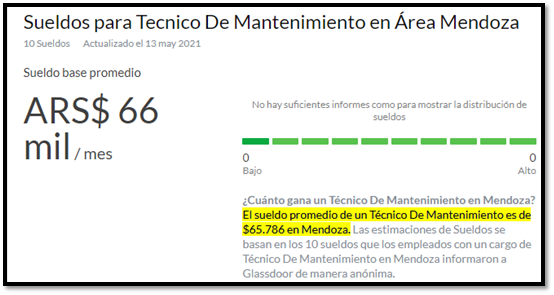 Sueldos para Tecnico De Mantenimiento en Área Mendoza
10 Sueldos Actualizado el 13 may 2021
Sueldo base promedio
ARS$ 66
mil / mes
No hay suficientes informes como para mostrar la distribución de
sueldos
0 0
Bajo Alto
¿Cuánto gana un Técnico De Mantenimiento en Mendoza?
El sueldo promedio de un Técnico De Mantenimiento es de
$65.786 en Mendoza. Las estimaciones de Sueldos se
basan en los 10 sueldos que los empleados con un cargo de
Técnico De Mantenimiento en Mendoza informaron a
Glassdoor de manera anónima.